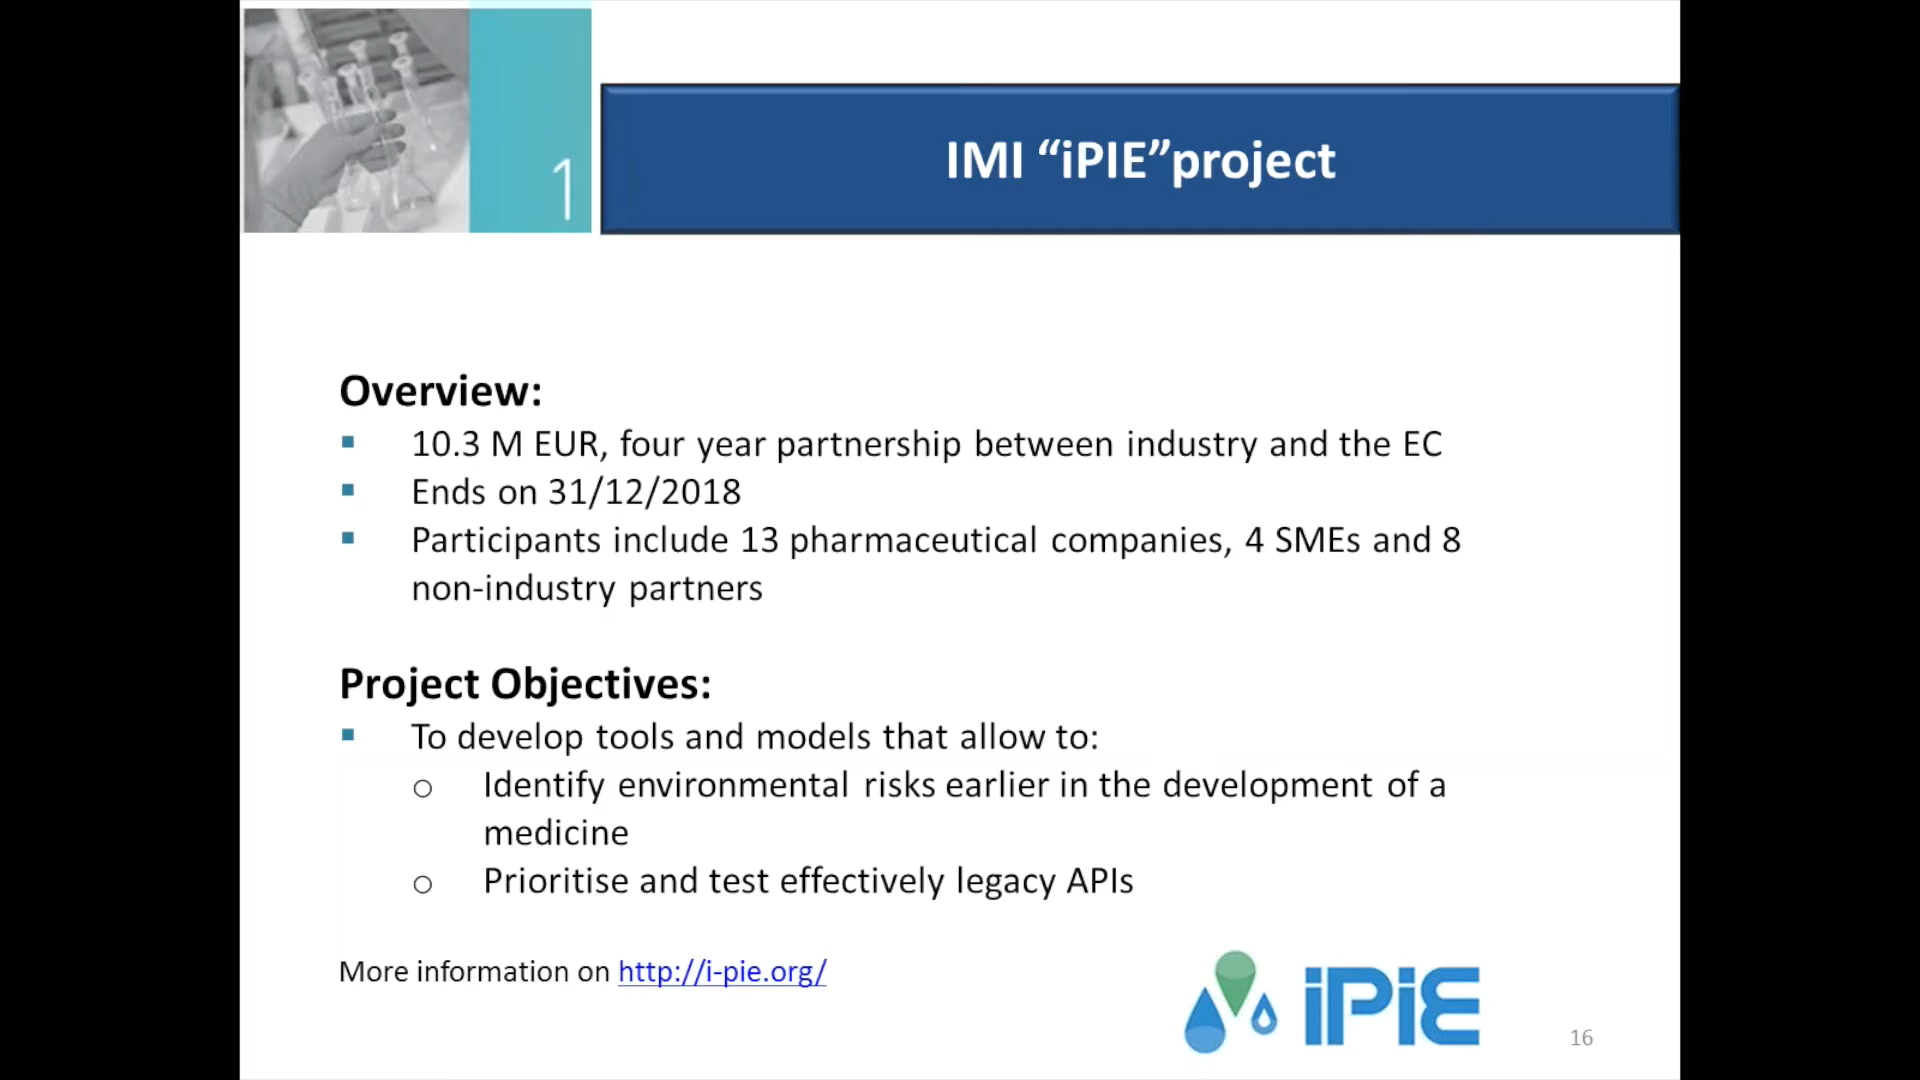 1
IMI “iPIE”project
Overview:
10.3 M EUR, four year partnership between industry and the EC
Ends on 31/12/2018
Participants include 13 pharmaceutical companies, 4 SMEs and 8
non-industry partners
Project Objectives:
To develop tools and models that allow to:
Identify environmental risks earlier in the development of a
medicine
Prioritise and test effectively legacy APIs
More information on http://i-pie.org/
iPiE
16